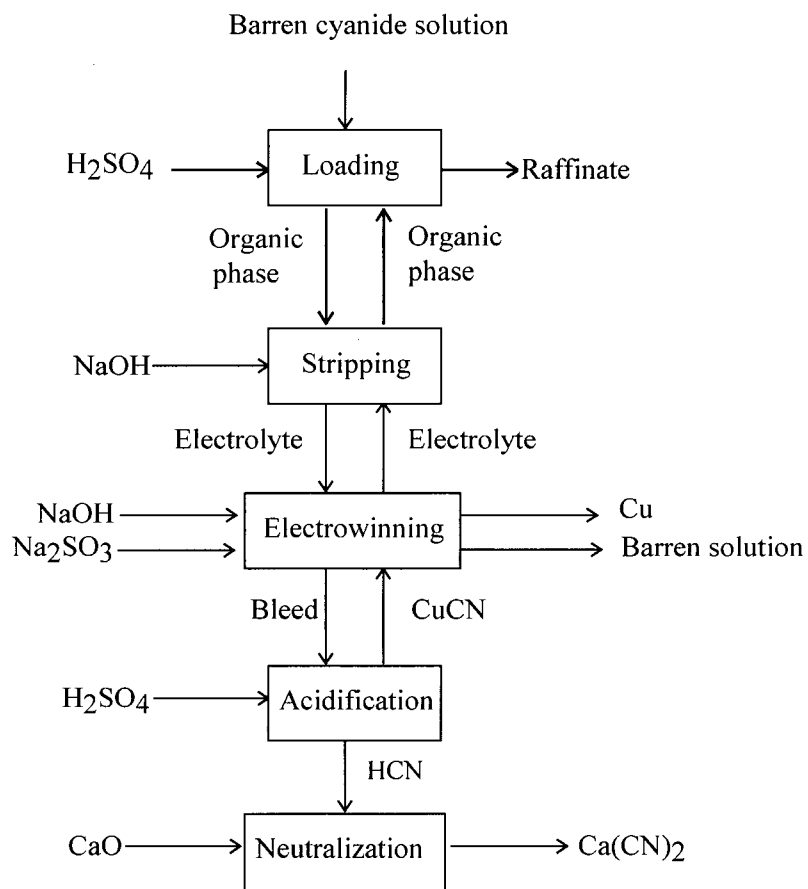 Barren cyanide solution
H2SO4
Loading
Raffinate
Organic
phase
Organic
phase
NaOH
Stripping
Electrolyte
Electrolyte
NaOH
Electrowinning
Cu
Na2SO3
Barren solution
Bleed
CuCN
H2SO4
Acidification
HCN
CaO
Neutralization
Ca(CN)2